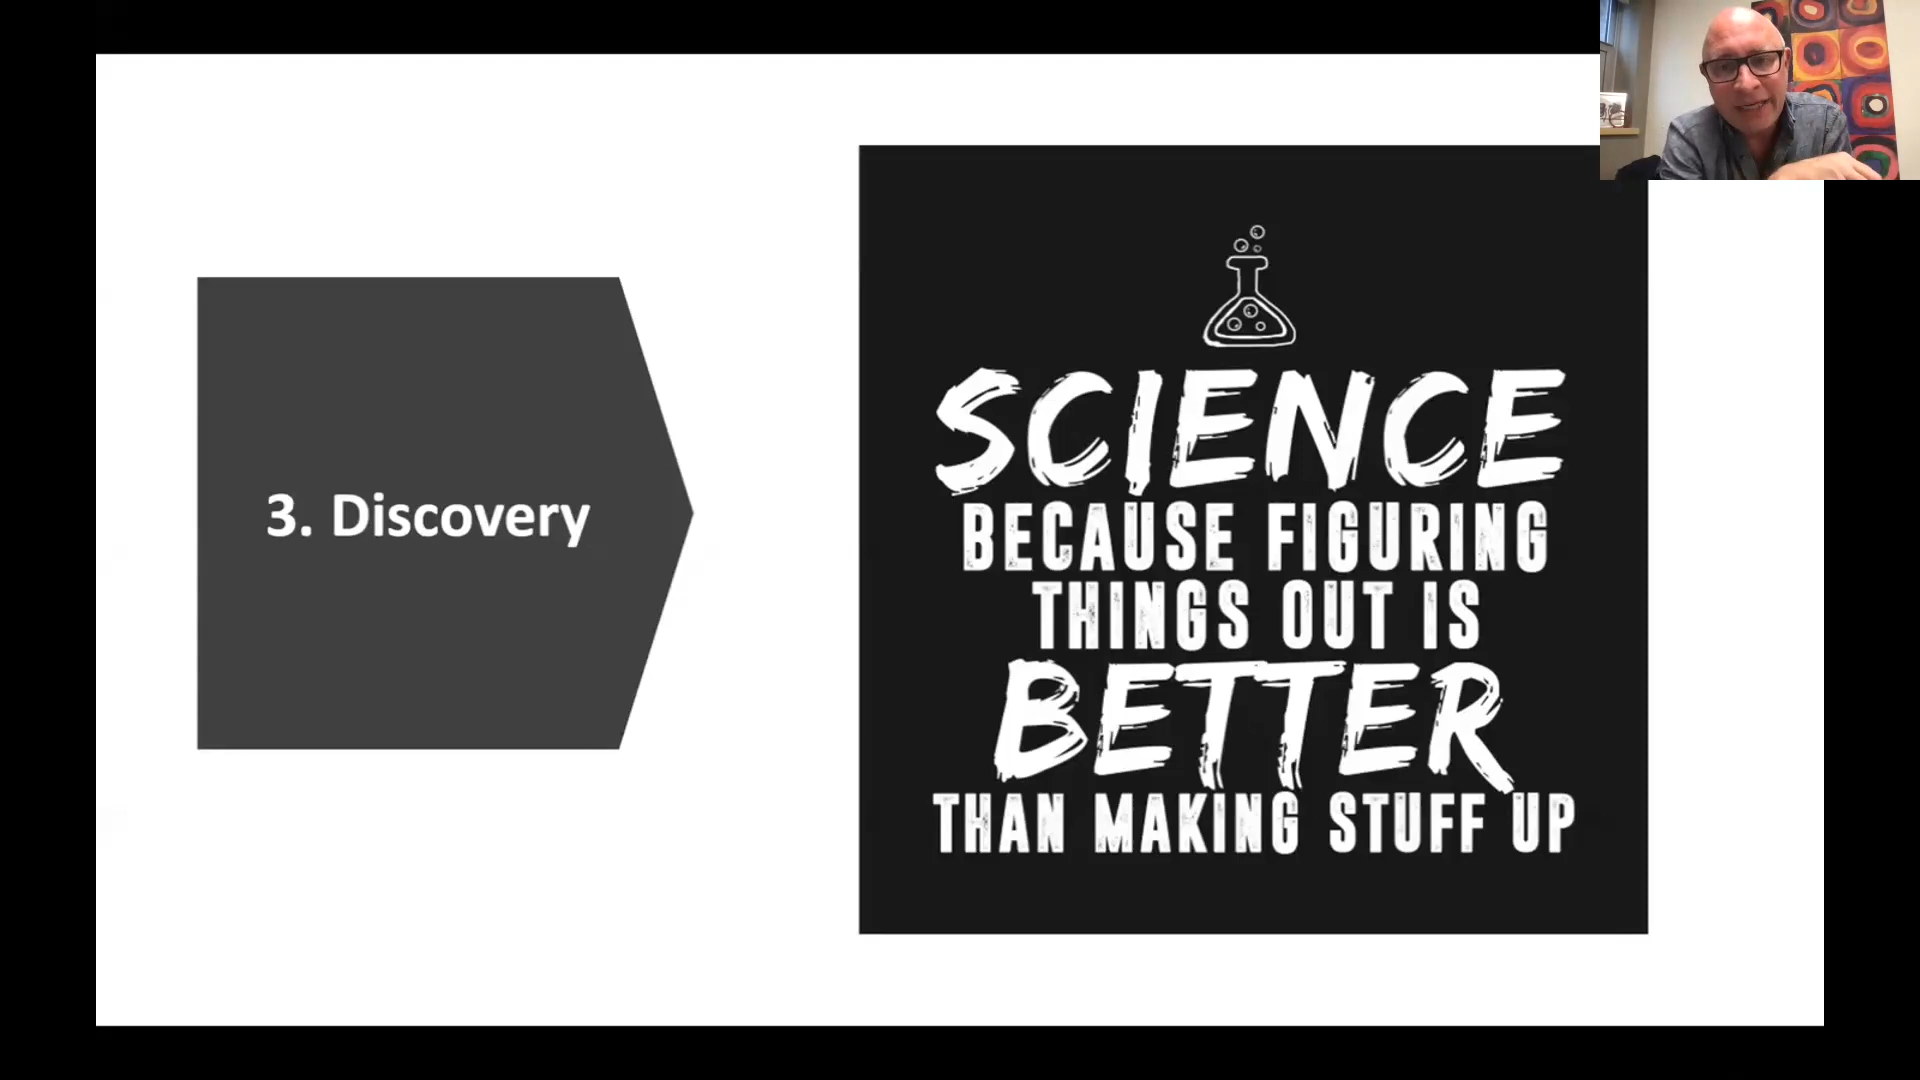 3. Discovery
SCIENCE
BECAUSE FIGURING
THINGS OUT IS
BETTER
THAN MAKING STUFF UP